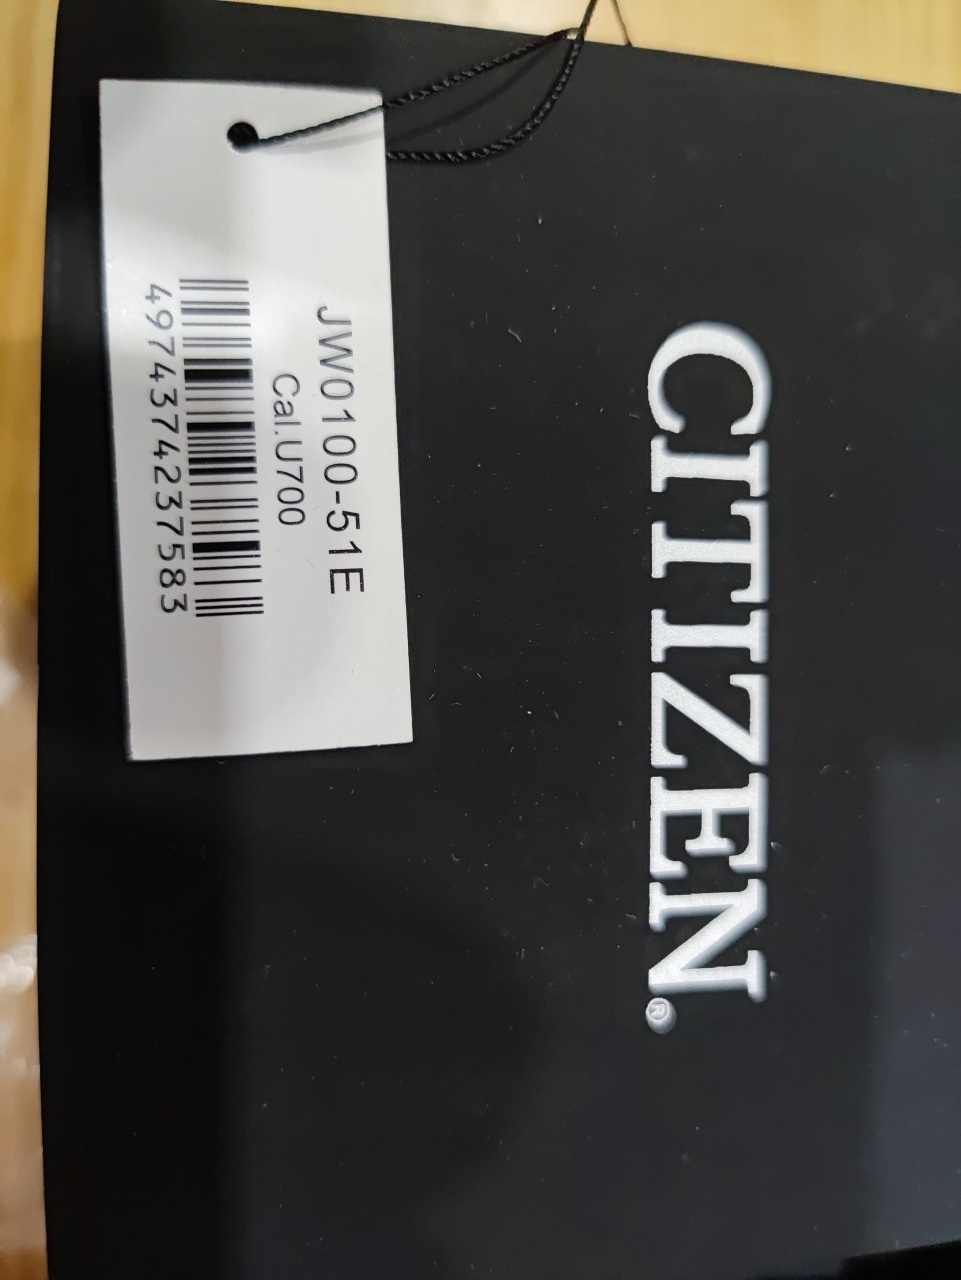 JW0100-51E
Cal.U700
4974374237583
CITIZEN®